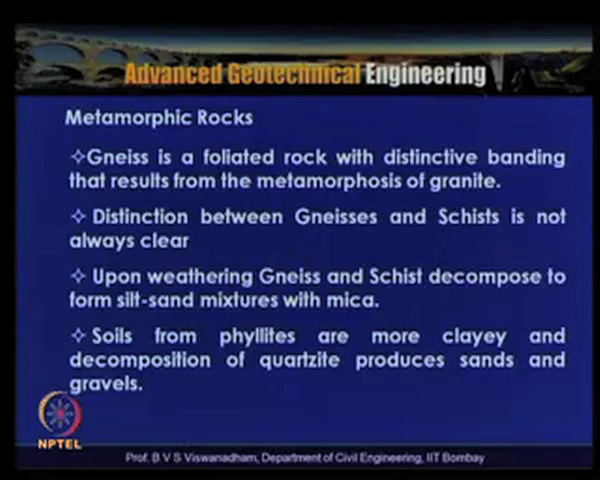 Advanced Geotechnical Engineering
Metamorphic Rocks
✧Gneiss is a foliated rock with distinctive banding
that results from the metamorphosis of granite.
✧ Distinction between Gneisses and Schists is not
always clear
✧ Upon weathering Gneiss and Schist decompose to
form silt-sand mixtures with mica.
✧ Soils from phyllites are more clayey and
decomposition of quartzite produces sands and
gravels.
NPTEL
Prof. B V S Viswanadham, Department of Civil Engineering, IIT Bombay